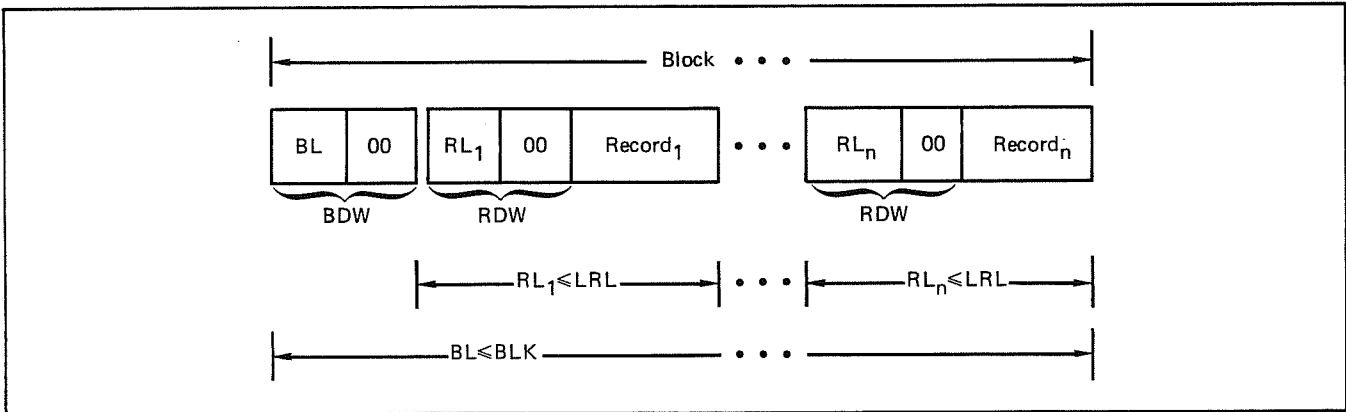 Block • • •
BL 00 RL₁ 00 Record₁ • • • RLₙ 00 Recordₙ
BDW RDW RDW
RL₁≤LRL • • • RLₙ≤LRL
BL≤BLK • • •